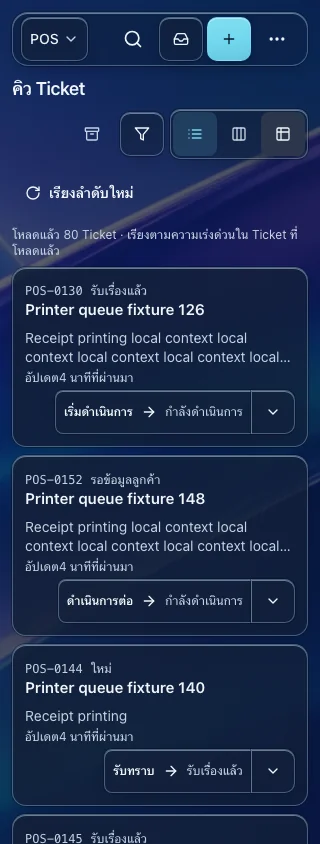 POS
คิว Ticket
เรียงลำดับใหม่
โหลดแล้ว 80 Ticket · เรียงตามความเร่งด่วนใน Ticket ที่
โหลดแล้ว
POS-0130 รับเรื่องแล้ว
Printer queue fixture 126
Receipt printing local context local
context local context local context local...
อัปเดต4 นาทีที่ผ่านมา
เริ่มดำเนินการ → กำลังดำเนินการ
POS-0152 รอข้อมูลลูกค้า
Printer queue fixture 148
Receipt printing local context local
context local context local context local...
อัปเดต4 นาทีที่ผ่านมา
ดำเนินการต่อ → กำลังดำเนินการ
POS-0144 ใหม่
Printer queue fixture 140
Receipt printing
อัปเดต4 นาทีที่ผ่านมา
รับทราบ → รับเรื่องแล้ว
POS-0145 รับเรื่องแล้ว